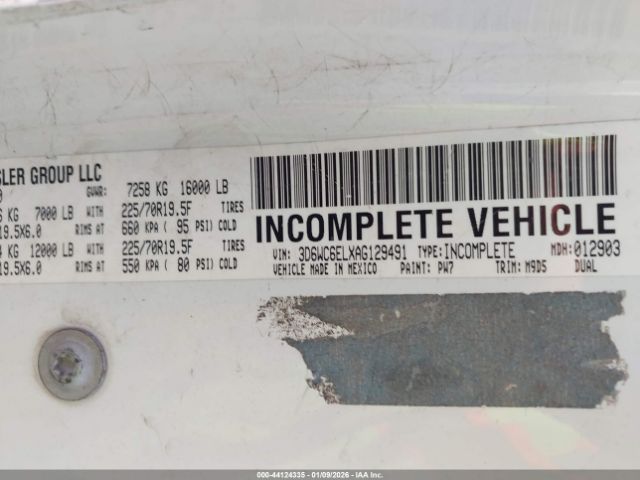 SLER GROUP LLC
GVWR: 7258 KG 16000 LB
KG 7000 LB WITH 225/70R19.5F TIRES
19.5X6.0 RIMS AT 660 KPA ( 95 PSI) COLD
KG 12000 LB WITH 225/70R19.5F TIRES
19.5X6.0 RIMS AT 550 KPA ( 80 PSI) COLD
INCOMPLETE VEHICLE
VIN: 3D6WC6ELXAG129491 TYPE: INCOMPLETE MDH: 012903
VEHICLE MADE IN MEXICO PAINT: PW7 TRIM: M9D5 DUAL
000-44124335 | 01/09/2026 | IAA Inc.